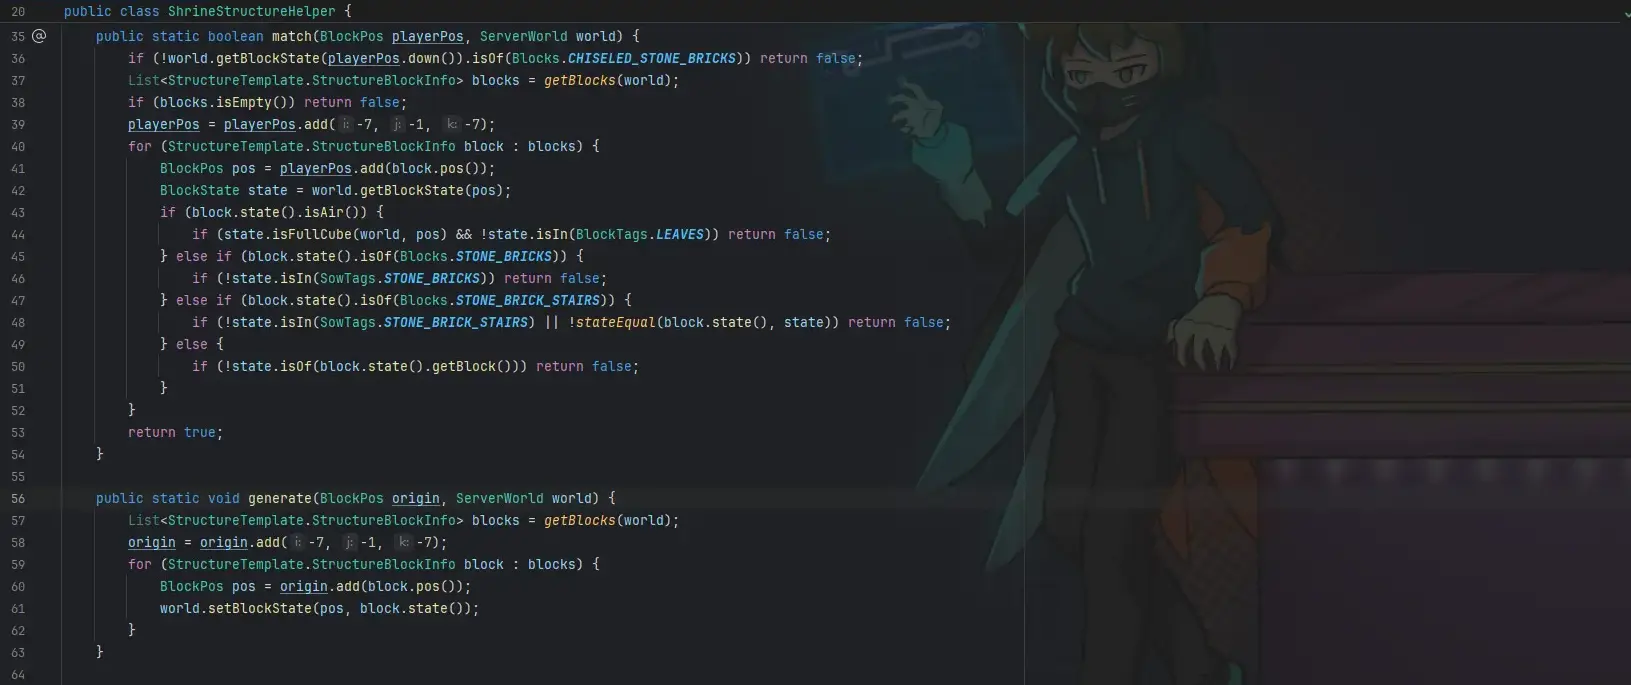 20 public class ShrineStructureHelper {
35 @ public static boolean match(BlockPos playerPos, ServerWorld world) {
36 if (!world.getBlockState(playerPos.down()).isOf(Blocks.CHISELED_STONE_BRICKS)) return false;
37 List<StructureTemplate.StructureBlockInfo> blocks = getBlocks(world);
38 if (blocks.isEmpty()) return false;
39 playerPos = playerPos.add( i: -7, j: -1, k: -7);
40 for (StructureTemplate.StructureBlockInfo block : blocks) {
41 BlockPos pos = playerPos.add(block.pos());
42 BlockState state = world.getBlockState(pos);
43 if (block.state().isAir()) {
44 if (state.isFullCube(world, pos) && !state.isIn(BlockTags.LEAVES)) return false;
45 } else if (block.state().isOf(Blocks.STONE_BRICKS)) {
46 if (!state.isIn(SowTags.STONE_BRICKS)) return false;
47 } else if (block.state().isOf(Blocks.STONE_BRICK_STAIRS)) {
48 if (!state.isIn(SowTags.STONE_BRICK_STAIRS) || !stateEqual(block.state(), state)) return false;
49 } else {
50 if (!state.isOf(block.state().getBlock())) return false;
51 }
52 }
53 return true;
54 }
55
56 public static void generate(BlockPos origin, ServerWorld world) {
57 List<StructureTemplate.StructureBlockInfo> blocks = getBlocks(world);
58 origin = origin.add( i: -7, j: -1, k: -7);
59 for (StructureTemplate.StructureBlockInfo block : blocks) {
60 BlockPos pos = origin.add(block.pos());
61 world.setBlockState(pos, block.state());
62 }
63 }
64